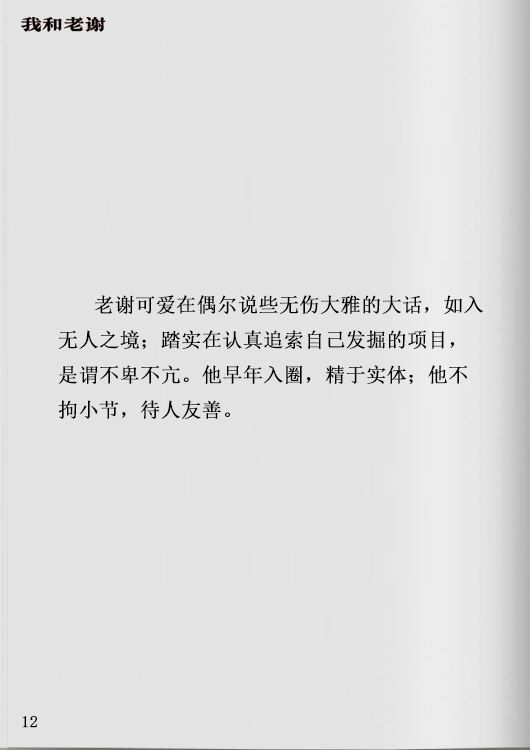 我和老谢
老谢可爱在偶尔说些无伤大雅的大话，如入
无人之境；踏实在认真追索自己发掘的项目，
是谓不卑不亢。他早年入圈，精于实体；他不
拘小节，待人友善。
12